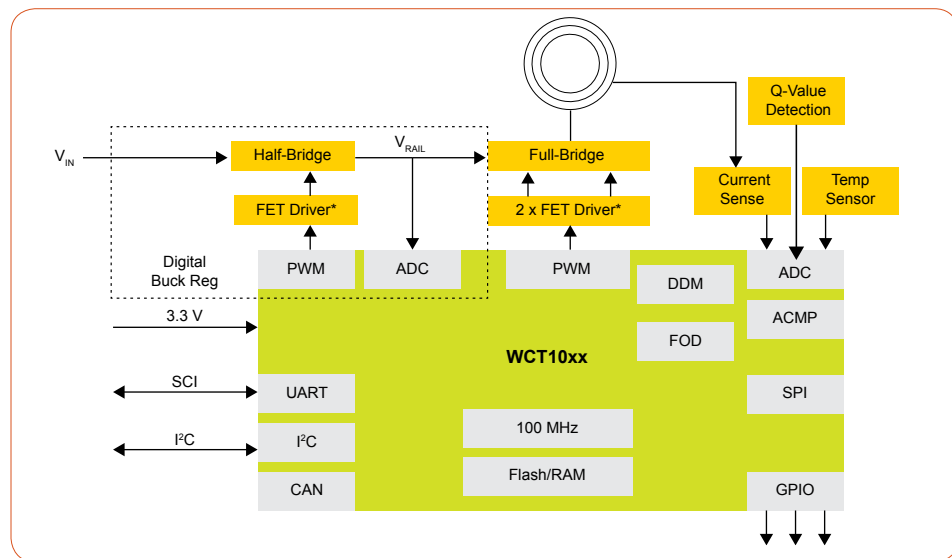 Q-Value
Detection
V_IN
Half-Bridge
V_RAIL
Full-Bridge
Current
Sense
Temp
Sensor
FET Driver*
2 x FET Driver*
Digital
Buck Reg
PWM
ADC
PWM
DDM
ADC
3.3 V
ACMP
FOD
WCT10xx
SCI
UART
SPI
I²C
I²C
100 MHz
Flash/RAM
CAN
GPIO